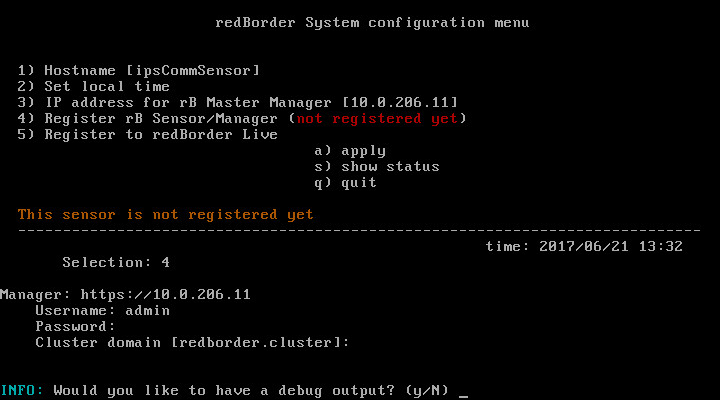 redBorder System configuration menu
1) Hostname [ipsCommSensor]
2) Set local time
3) IP address for rB Master Manager [10.0.206.11]
4) Register rB Sensor/Manager (not registered yet)
5) Register to redBorder Live
a) apply
s) show status
q) quit
This sensor is not registered yet
----------------------------------------------------------------------------
time: 2017/06/21 13:32
Selection: 4
Manager: https://10.0.206.11
Username: admin
Password:
Cluster domain [redborder.cluster]:
INFO: Would you like to have a debug output? (y/N) _